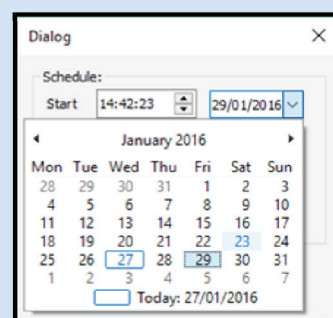 Dialog
Schedule:
Start 14:42:23 29/01/2016
January 2016
Mon Tue Wed Thu Fri Sat Sun
28 29 30 31 1 2 3
4 5 6 7 8 9 10
11 12 13 14 15 16 17
18 19 20 21 22 23 24
25 26 27 28 29 30 31
1 2 3 4 5 6 7
Today: 27/01/2016